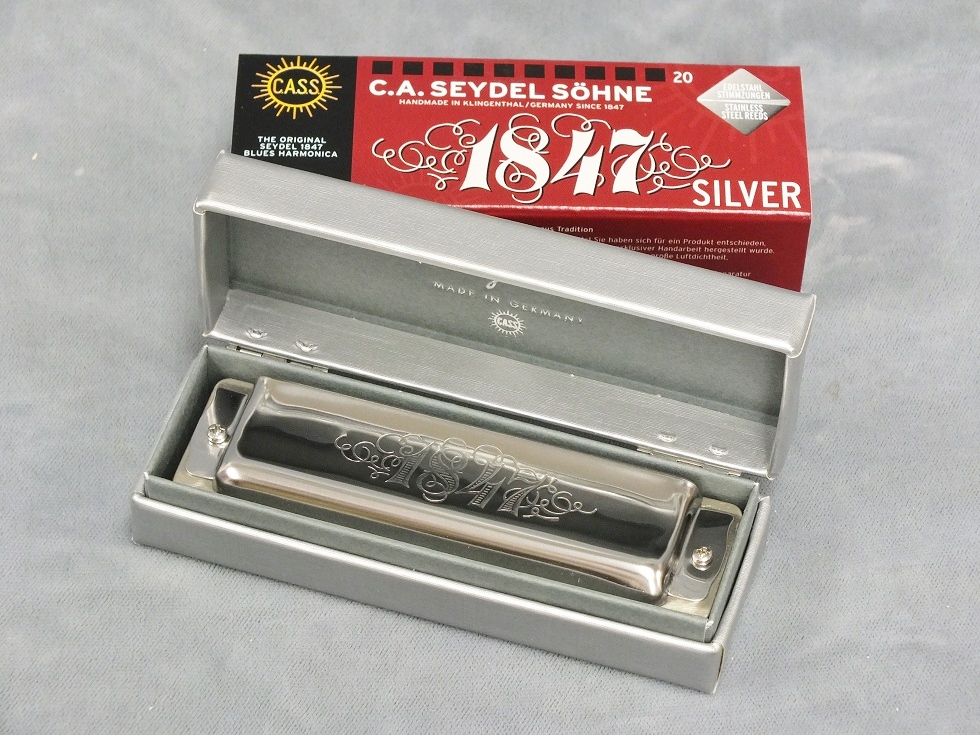 CASS
THE ORIGINAL
SEYDEL 1847
BLUES HARMONICA
C.A. SEYDEL SÖHNE
HANDMADE IN KLINGENTHAL/GERMANY SINCE 1847
20
EDELSTAHL
STIMMZUNGEN
STAINLESS
STEEL REEDS
1847
SILVER
Tradition
Sie haben sich für ein Produkt entschieden,
Handarbeit hergestellt wurde.
große Luftdichtheit,
MADE IN GERMANY
CASS
1847